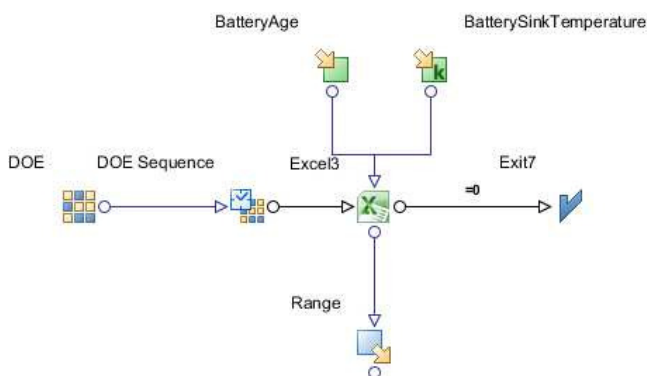 BatteryAge
BatterySinkTemperature
k
DOE
DOE Sequence
Excel3
Exit7
=0
X
Range